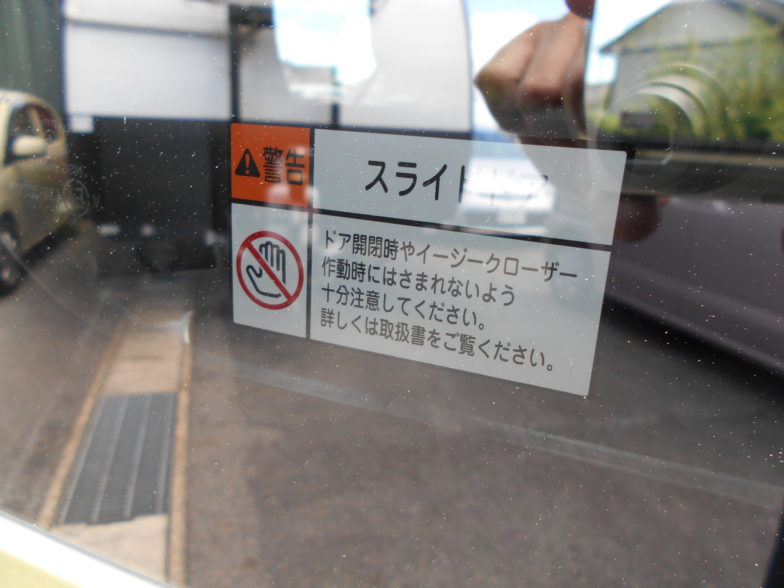 警告
スライドドア
ドア開閉時やイージークローザー
作動時にはさまれないよう
十分注意してください。
詳しくは取扱書をご覧ください。